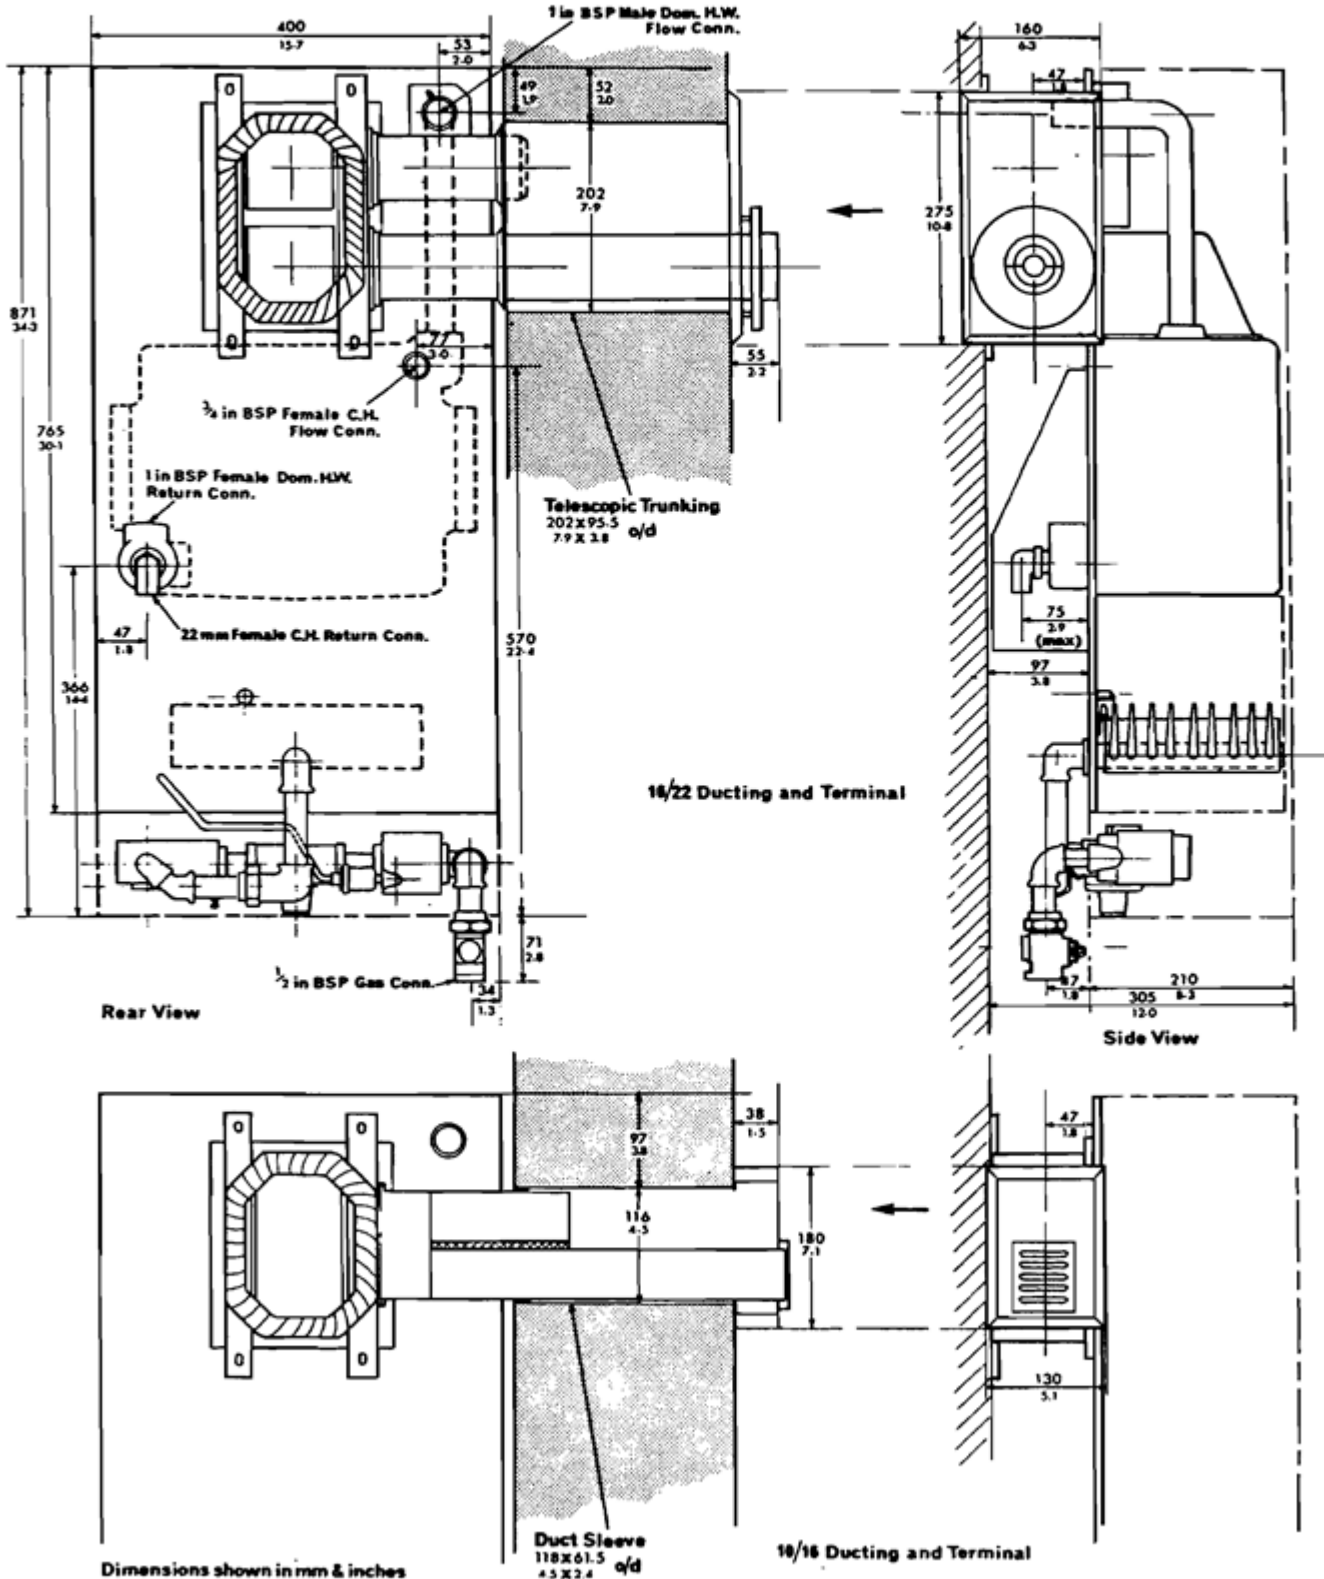 400
15·7
1 in BSP Male Dom. H.W.
Flow Conn.
53
2·0
49
1·9
52
2·0
160
6·3
47
1·8
202
7·9
275
10·8
871
34·3
77
3·0
55
2·2
3/4 in BSP Female C.H.
Flow Conn.
765
30·1
1 in BSP Female Dom. H.W.
Return Conn.
Telescopic Trunking
202 X 95·5
7·9 X 3·8 o/d
22mm Female C.H. Return Conn.
47
1·8
570
22·4
75
2·9
(max)
97
3·8
366
14·4
16/22 Ducting and Terminal
71
2·8
1/2 in BSP Gas Conn.
34
1·3
47
1·8
210
8·3
305
12·0
Rear View
Side View
97
3·8
38
1·5
47
1·8
116
4·5
180
7·1
130
5·1
Duct Sleeve
118 X 61·5
4·5 X 2·4 o/d
10/16 Ducting and Terminal
Dimensions shown in mm & inches